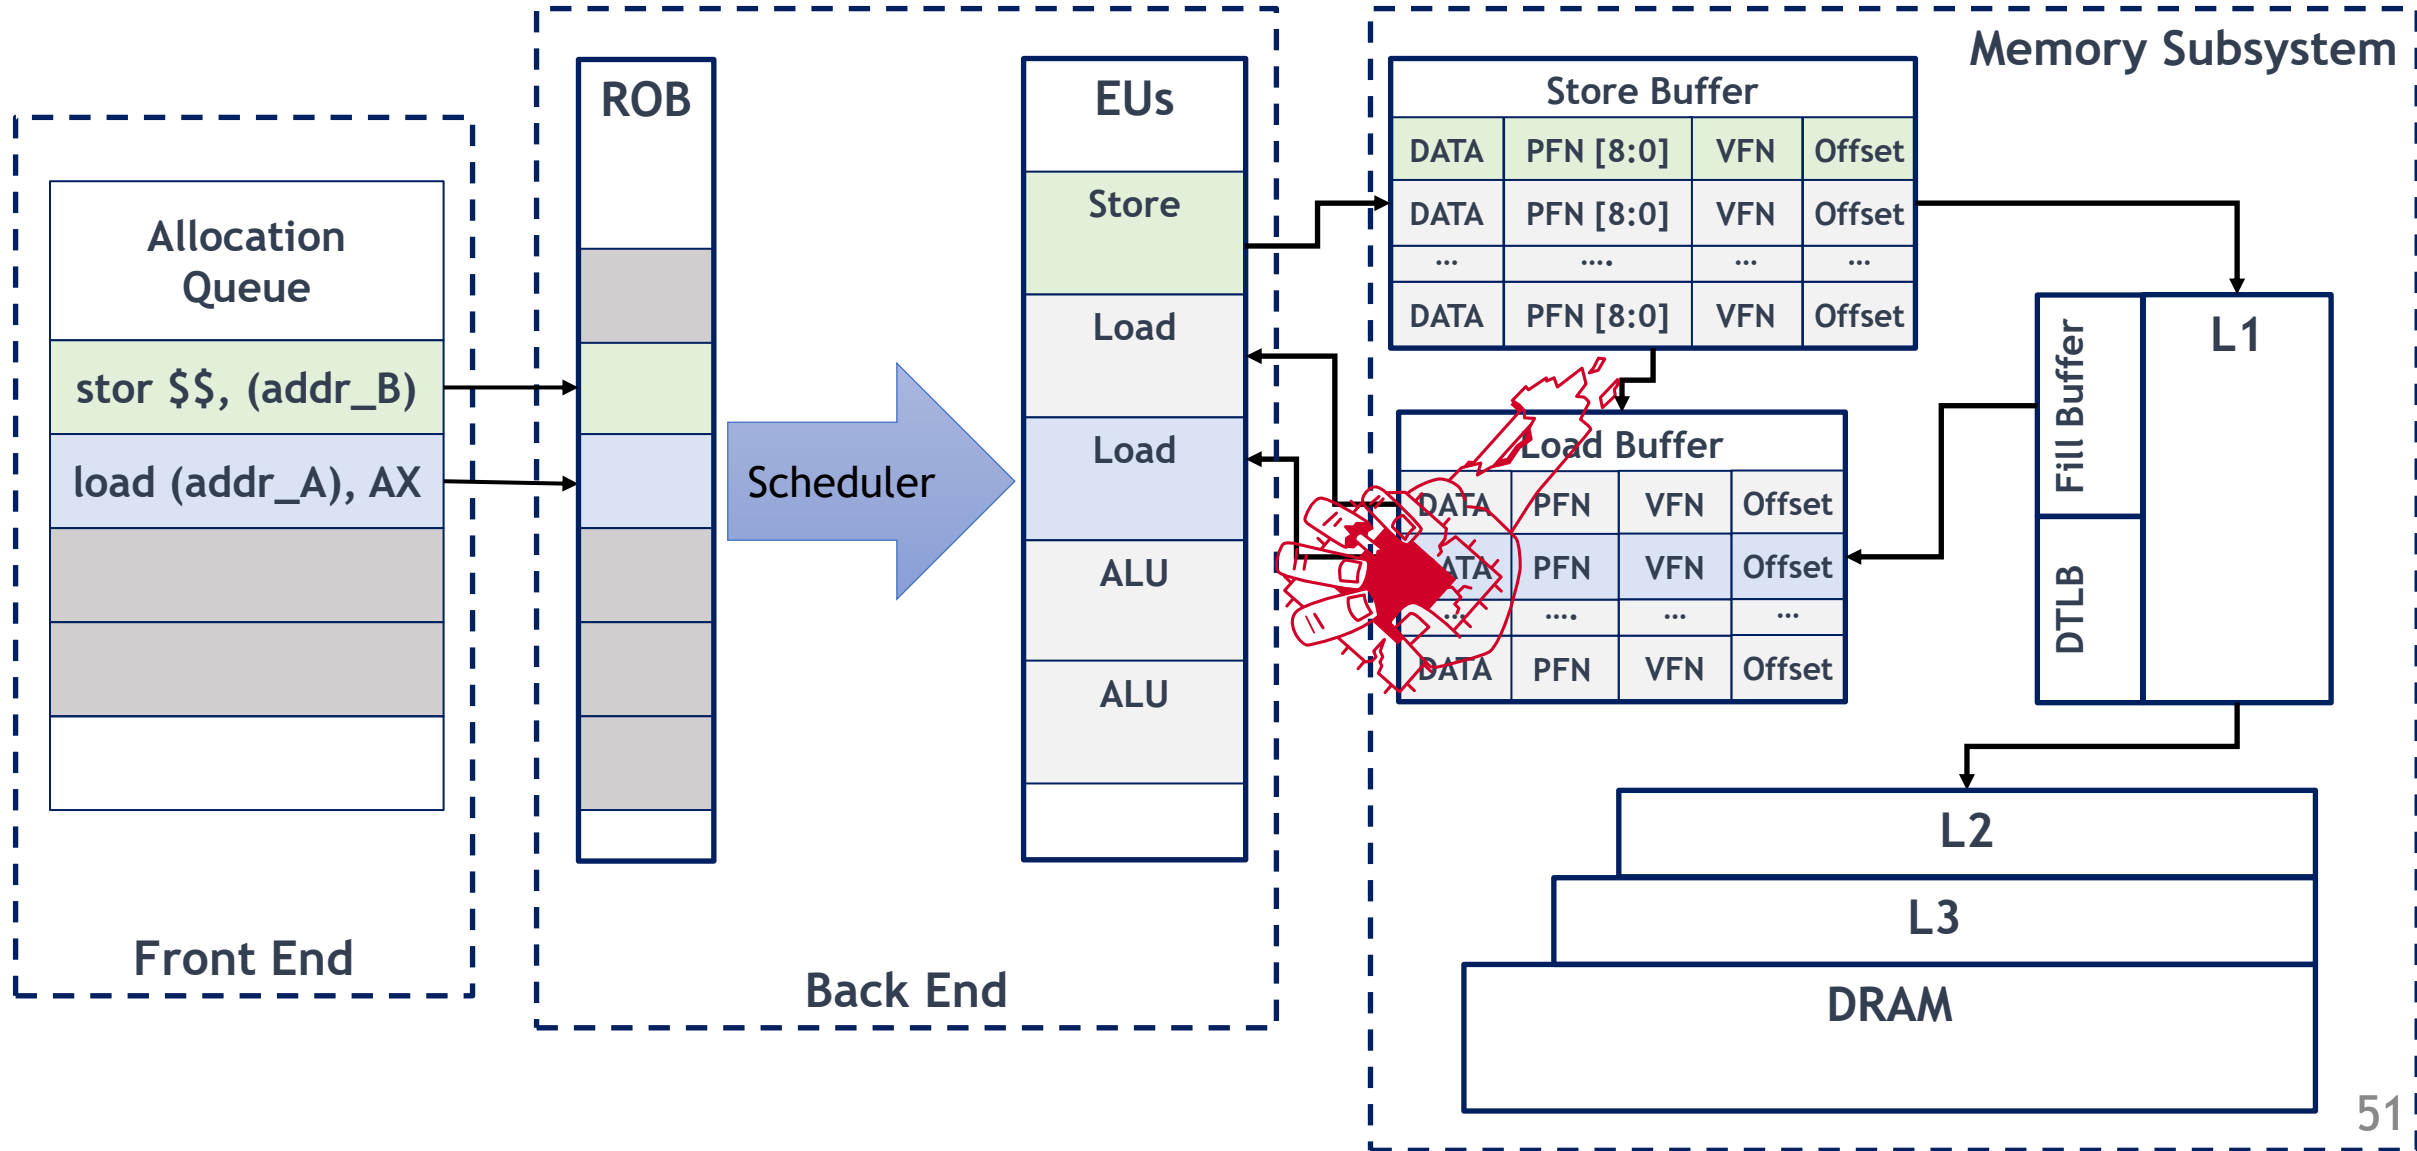 Memory Subsystem
Allocation
Queue
stor $$, (addr_B)
load (addr_A), AX
Front End
ROB
Scheduler
EUs
Store
Load
Load
ALU
ALU
Back End
Store Buffer
DATA PFN [8:0] VFN Offset
DATA PFN [8:0] VFN Offset
... .... ... ...
DATA PFN [8:0] VFN Offset
Load Buffer
DATA PFN VFN Offset
DATA PFN VFN Offset
... .... ... ...
DATA PFN VFN Offset
Fill Buffer
DTLB
L1
L2
L3
DRAM
51